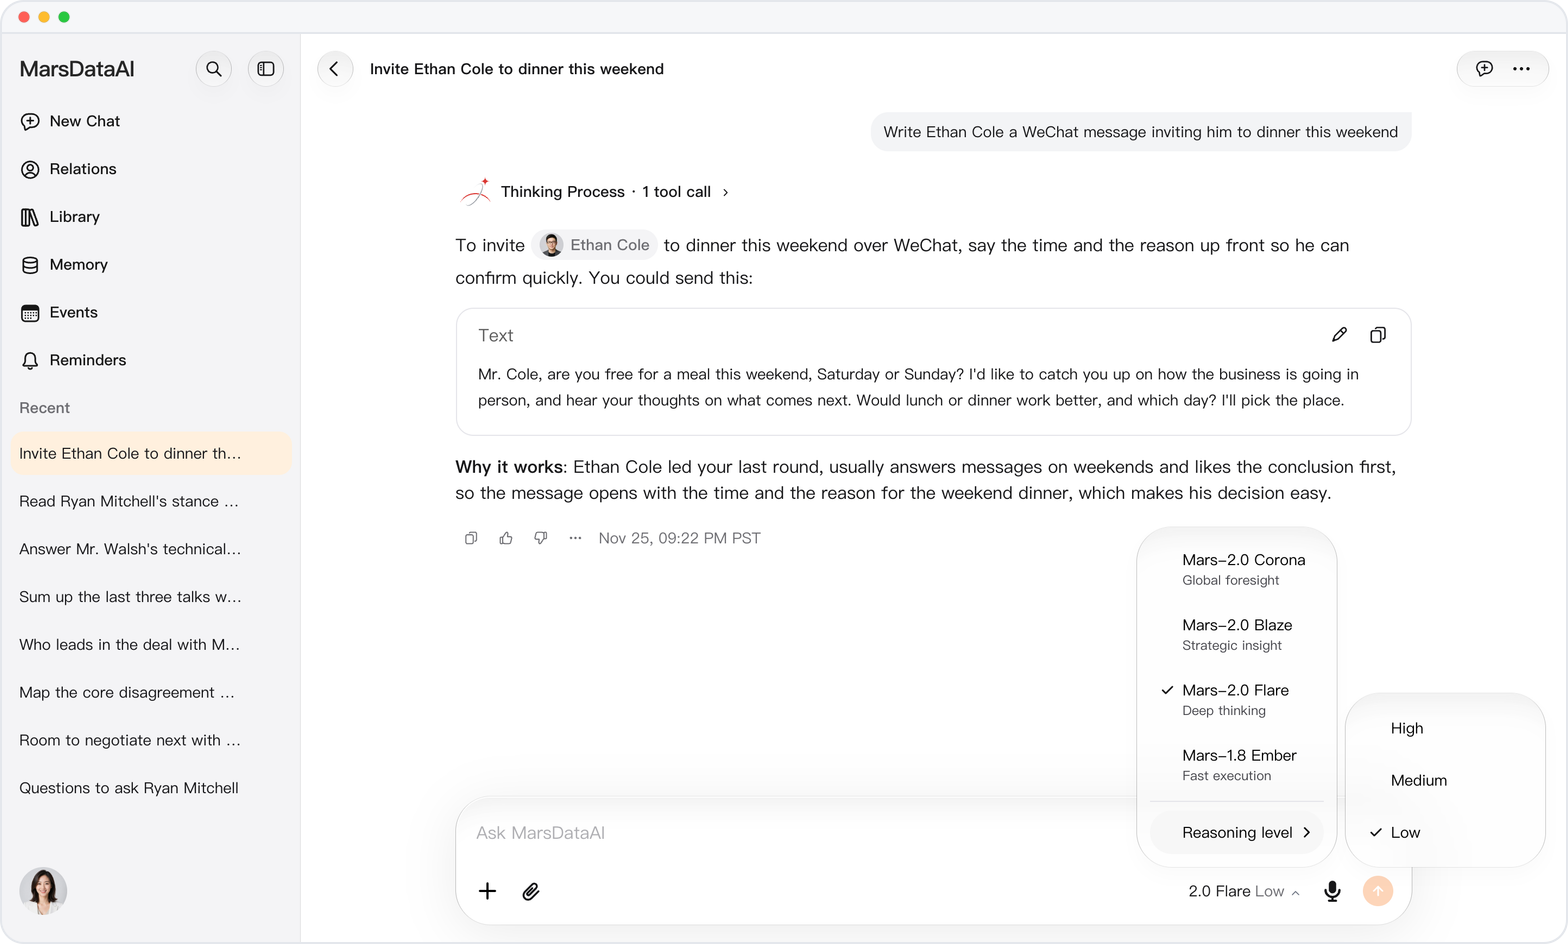 MarsDataAI
New Chat
Relations
Library
Memory
Events
Reminders
Recent
Invite Ethan Cole to dinner th...
Read Ryan Mitchell's stance ...
Answer Mr. Walsh's technical...
Sum up the last three talks w...
Who leads in the deal with M...
Map the core disagreement ...
Room to negotiate next with ...
Questions to ask Ryan Mitchell
Invite Ethan Cole to dinner this weekend
Write Ethan Cole a WeChat message inviting him to dinner this weekend
Thinking Process · 1 tool call
To invite Ethan Cole to dinner this weekend over WeChat, say the time and the reason up front so he can
confirm quickly. You could send this:
Text
Mr. Cole, are you free for a meal this weekend, Saturday or Sunday? I'd like to catch you up on how the business is going in
person, and hear your thoughts on what comes next. Would lunch or dinner work better, and which day? I'll pick the place.
Why it works: Ethan Cole led your last round, usually answers messages on weekends and likes the conclusion first,
so the message opens with the time and the reason for the weekend dinner, which makes his decision easy.
Nov 25, 09:22 PM PST
Mars-2.0 Corona
Global foresight
Mars-2.0 Blaze
Strategic insight
Mars-2.0 Flare
Deep thinking
Mars-1.8 Ember
Fast execution
Reasoning level
High
Medium
Low
Ask MarsDataAI
2.0 Flare Low